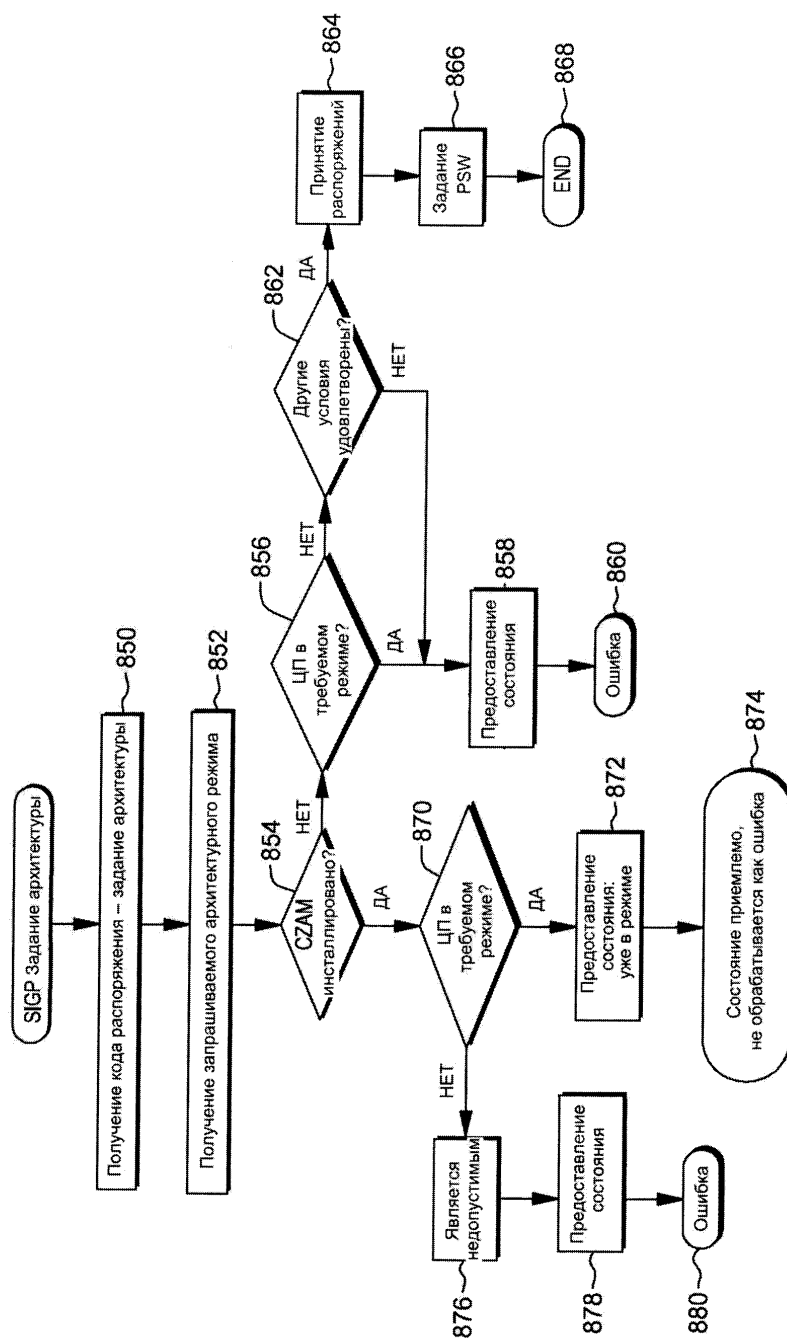 SIGP Задание архитектуры
Получение кода распоряжения – задание архитектуры
850
Получение запрашиваемого архитектурного режима
852
CZAM
инсталлировано?
854
НЕТ
ДА
ЦП в
требуемом
режиме?
856
НЕТ
ДА
Другие
условия
удовлетворены?
862
ДА
НЕТ
Принятие
распоряжений
864
Задание
PSW
866
END
868
Предоставление
состояния
858
Ошибка
860
ЦП в
требуемом
режиме?
870
НЕТ
ДА
Предоставление
состояния:
уже в режиме
872
Состояние приемлемо,
не обрабатывается как ошибка
874
Является
недопустимым
876
Предоставление
состояния
878
Ошибка
880